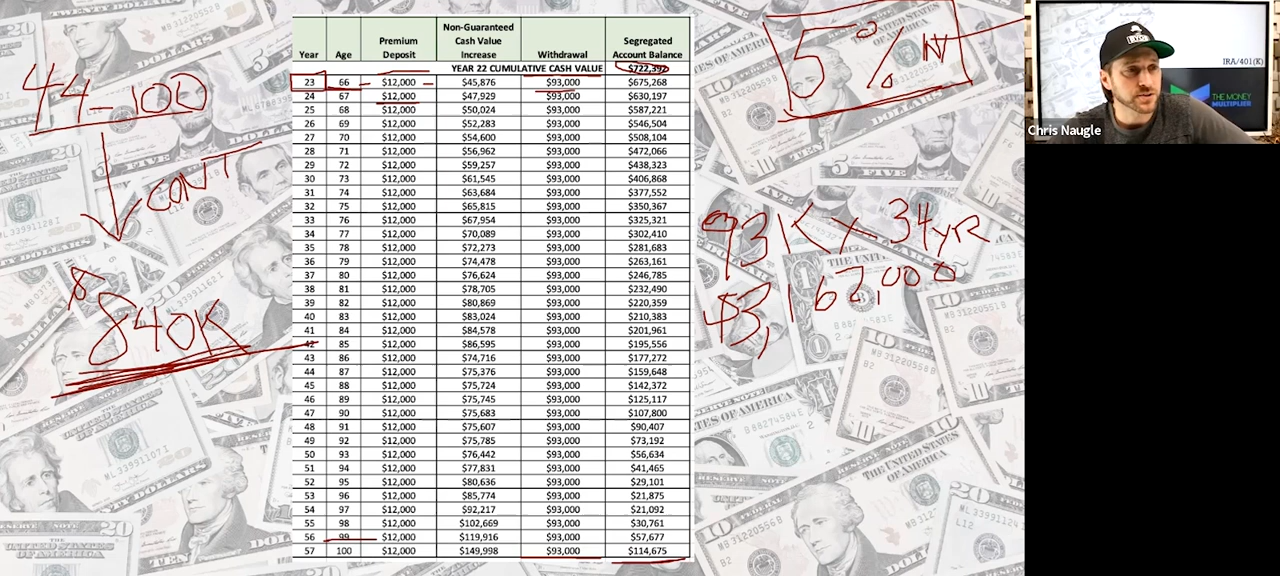 Year Age Premium Deposit Non-Guaranteed Cash Value Increase Withdrawal Segregated Account Balance
YEAR 22 CUMULATIVE CASH VALUE $722,392
23 66 $12,000 $45,876 $93,000 $675,268
24 67 $12,000 $47,929 $93,000 $630,197
25 68 $12,000 $50,024 $93,000 $587,221
26 69 $12,000 $52,283 $93,000 $546,504
27 70 $12,000 $54,600 $93,000 $508,104
28 71 $12,000 $56,962 $93,000 $472,066
29 72 $12,000 $59,257 $93,000 $438,323
30 73 $12,000 $61,545 $93,000 $406,868
31 74 $12,000 $63,684 $93,000 $377,552
32 75 $12,000 $65,815 $93,000 $350,367
33 76 $12,000 $67,954 $93,000 $325,321
34 77 $12,000 $70,089 $93,000 $302,410
35 78 $12,000 $72,273 $93,000 $281,683
36 79 $12,000 $74,478 $93,000 $263,161
37 80 $12,000 $76,624 $93,000 $246,785
38 81 $12,000 $78,705 $93,000 $232,490
39 82 $12,000 $80,869 $93,000 $220,359
40 83 $12,000 $83,024 $93,000 $210,383
41 84 $12,000 $84,578 $93,000 $201,961
42 85 $12,000 $86,595 $93,000 $195,556
43 86 $12,000 $74,716 $93,000 $177,272
44 87 $12,000 $75,376 $93,000 $159,648
45 88 $12,000 $75,724 $93,000 $142,372
46 89 $12,000 $75,745 $93,000 $125,117
47 90 $12,000 $75,683 $93,000 $107,800
48 91 $12,000 $75,607 $93,000 $90,407
49 92 $12,000 $75,785 $93,000 $73,192
50 93 $12,000 $76,442 $93,000 $56,634
51 94 $12,000 $77,831 $93,000 $41,465
52 95 $12,000 $80,636 $93,000 $29,101
53 96 $12,000 $85,774 $93,000 $21,875
54 97 $12,000 $92,217 $93,000 $21,092
55 98 $12,000 $102,669 $93,000 $30,761
56 99 $12,000 $119,916 $93,000 $57,677
57 100 $12,000 $149,998 $93,000 $114,675
44-100
CONT
840K
5%
93K x 34yR
$3,162,000
IRA/401(K)
THE MONEY
MULTIPLIER
Chris Naugle